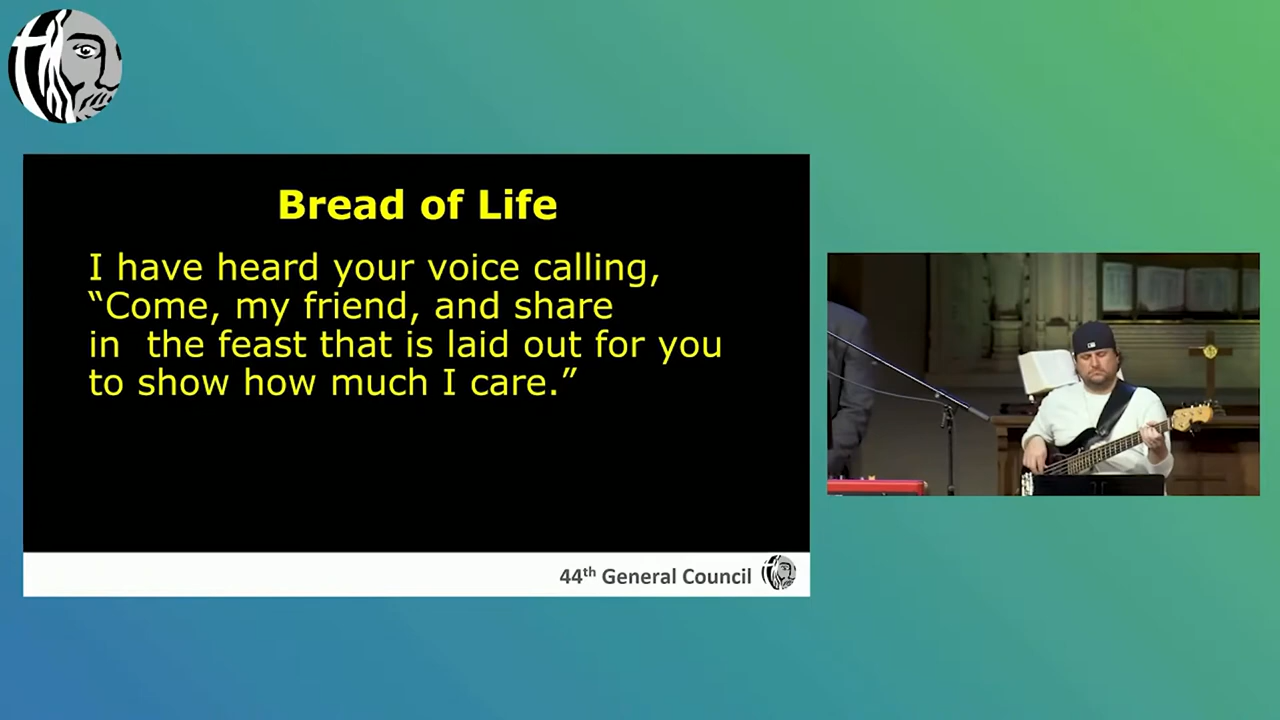 Bread of Life
I have heard your voice calling,
“Come, my friend, and share
in  the feast that is laid out for you
to show how much I care.”
44th General Council